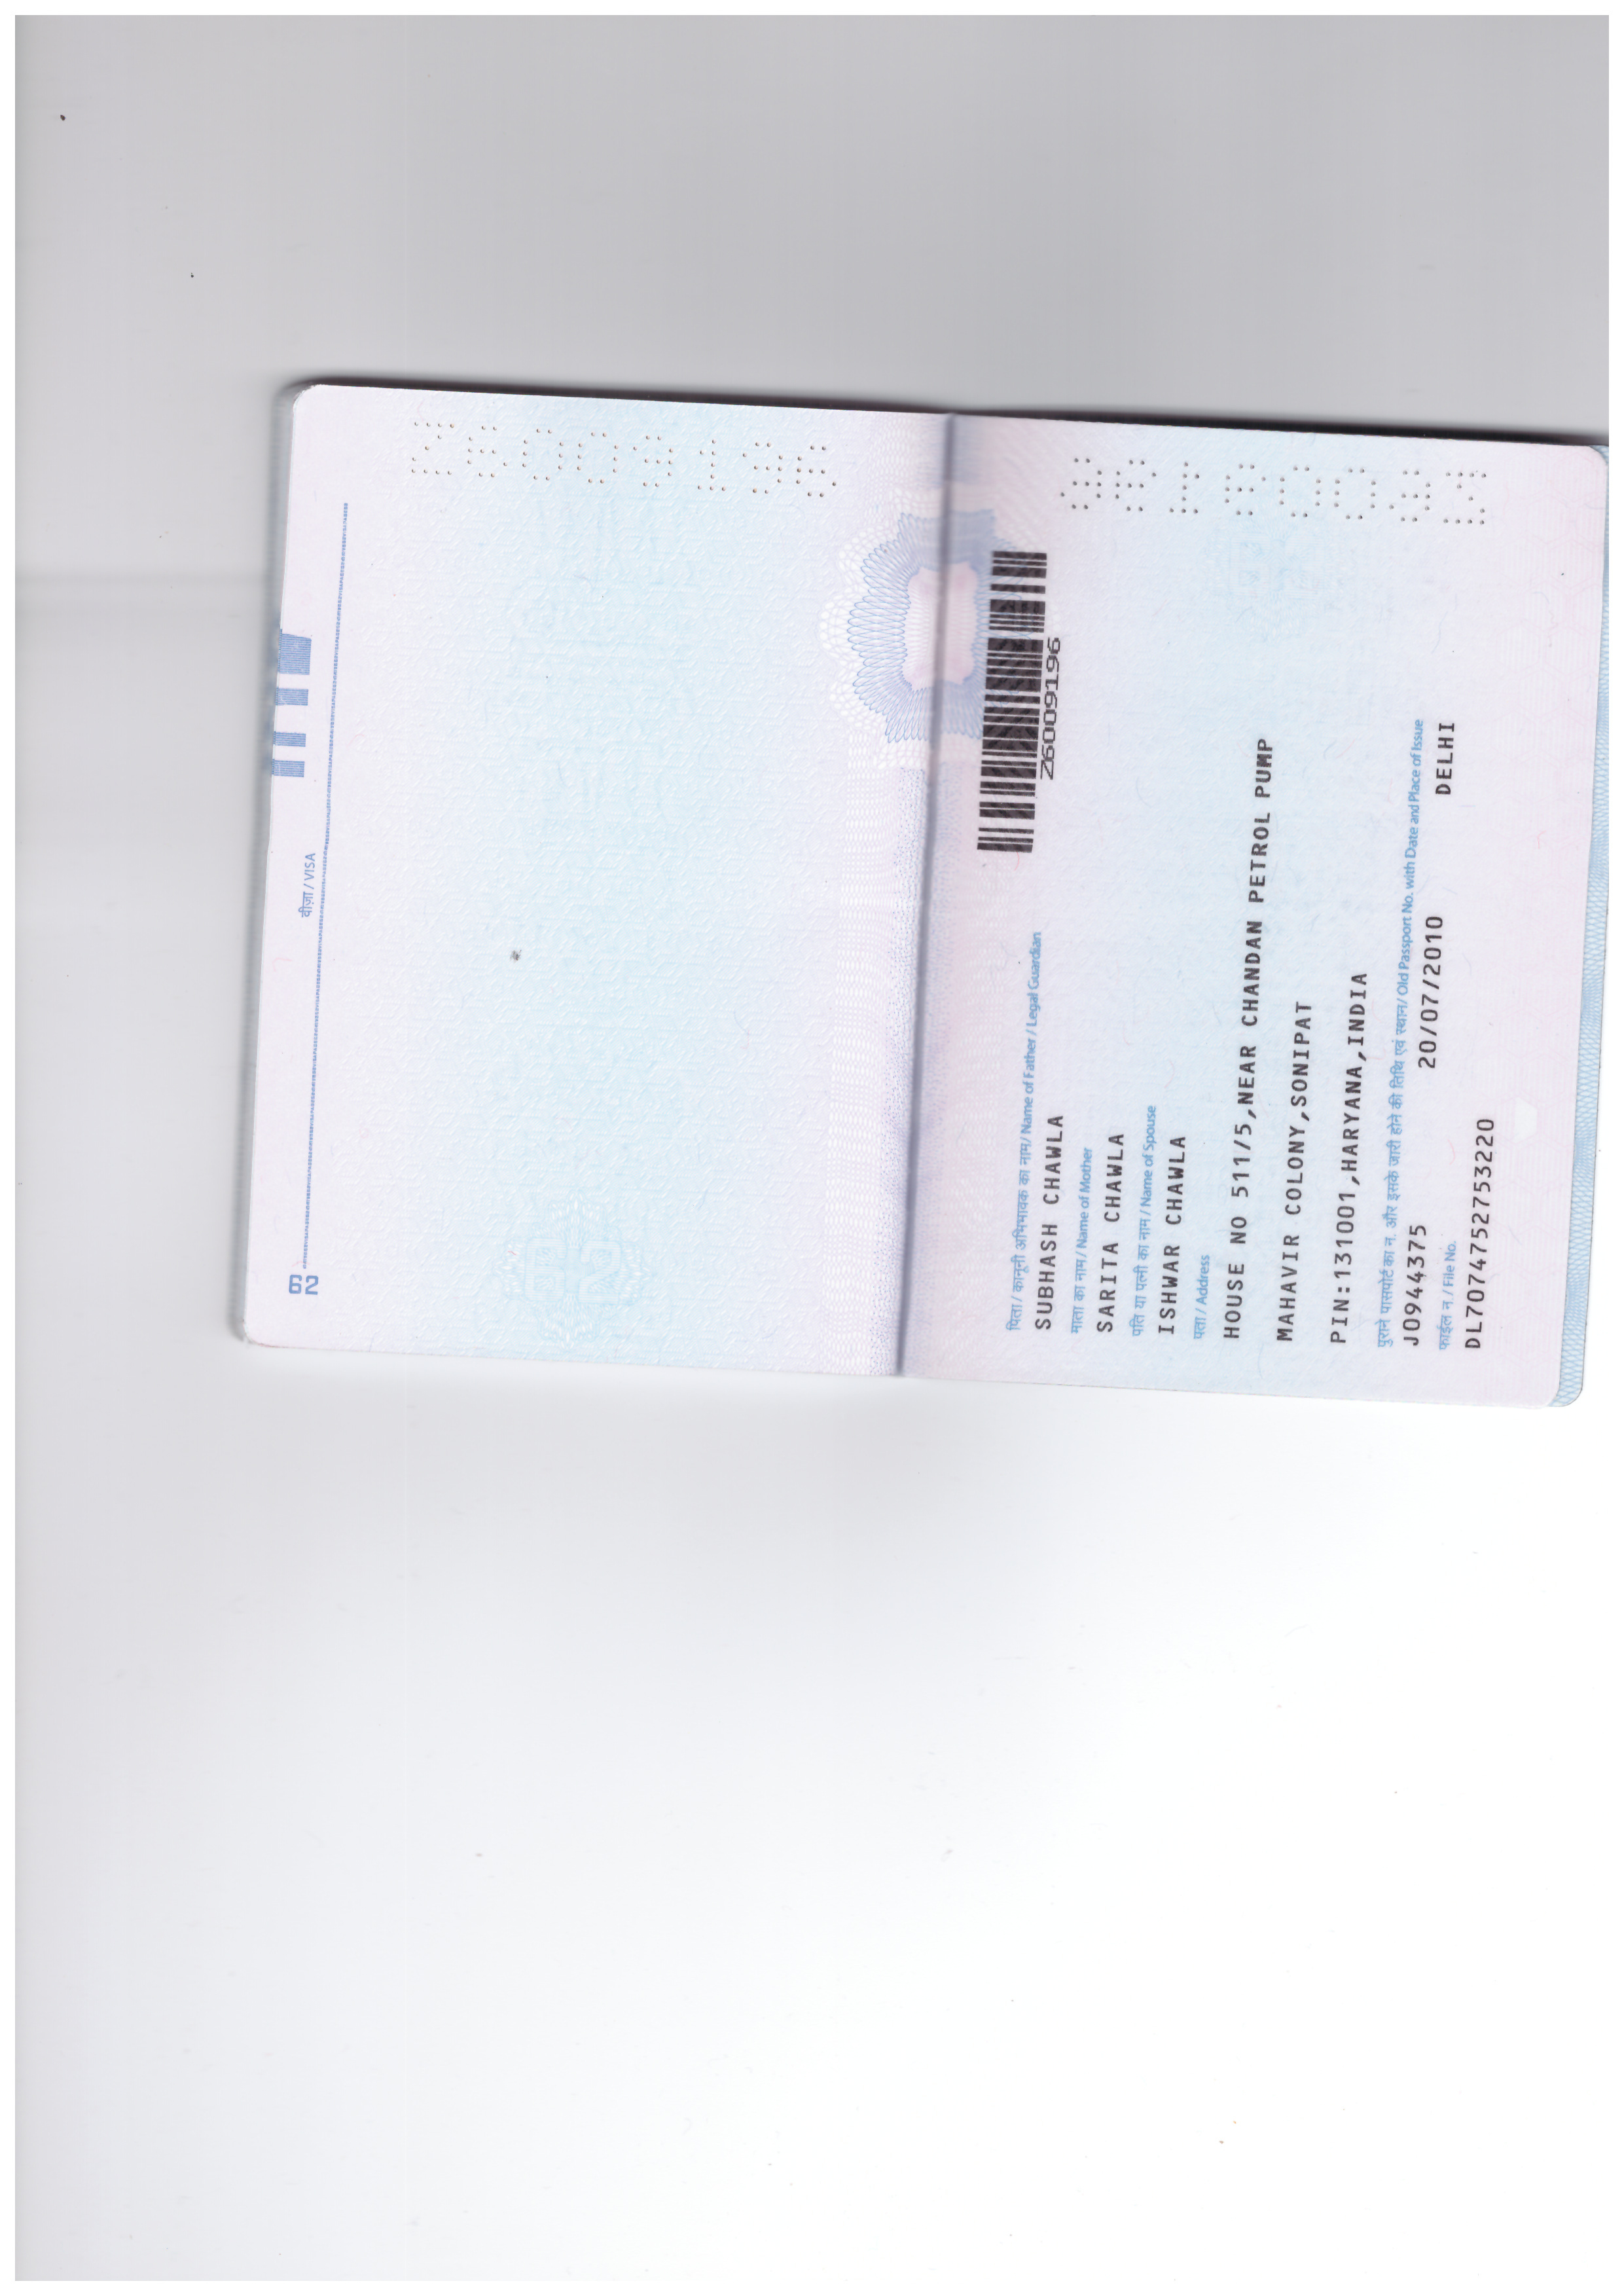 62
वीज़ा / VISA
Z6009196
Z6009196
Z6009196
पिता / कानूनी अभिभावक का नाम / Name of Father / Legal Guardian
SUBHASH CHAWLA
माता का नाम / Name of Mother
SARITA CHAWLA
पति या पत्नी का नाम / Name of Spouse
ISHWAR CHAWLA
पता / Address
HOUSE NO 511/5,NEAR CHANDAN PETROL PUMP
MAHAVIR COLONY,SONIPAT
PIN:131001,HARYANA,INDIA
पुराने पासपोर्ट का न. और इसके जारी होने की तिथि एवं स्थान / Old Passport No. with Date and Place of Issue
J0944375 20/07/2010 DELHI
फाईल न. / File No.
DL7074752753220